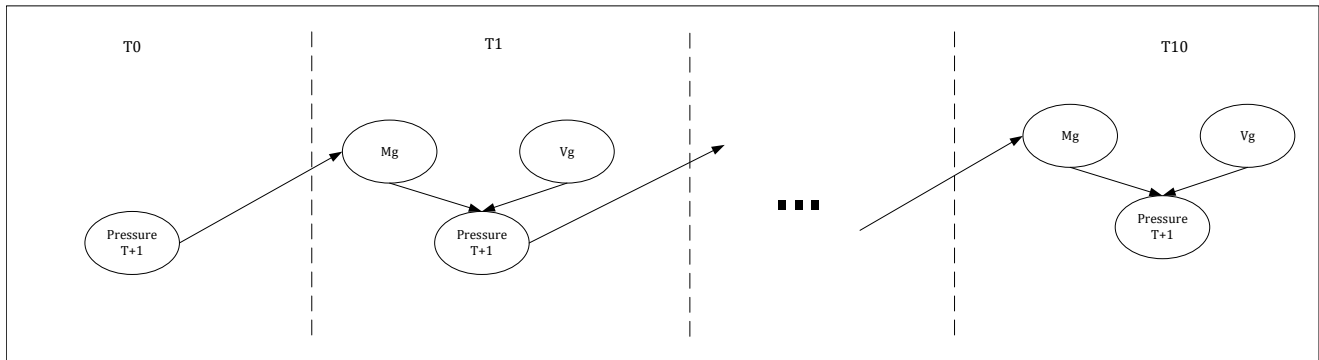 T0
T1
T10
Mg
Vg
Mg
Vg
Pressure
T+1
Pressure
T+1
Pressure
T+1